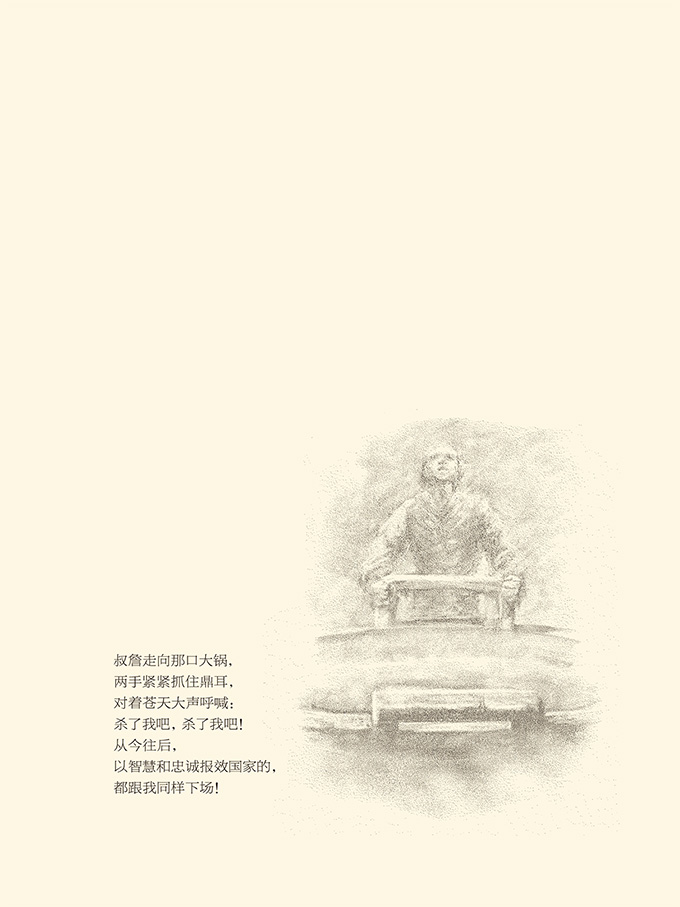 叔詹走向那口大锅，
两手紧紧抓住鼎耳，
对着苍天大声呼喊：
杀了我吧，杀了我吧！
从今往后，
以智慧和忠诚报效国家的，
都跟我同样下场！